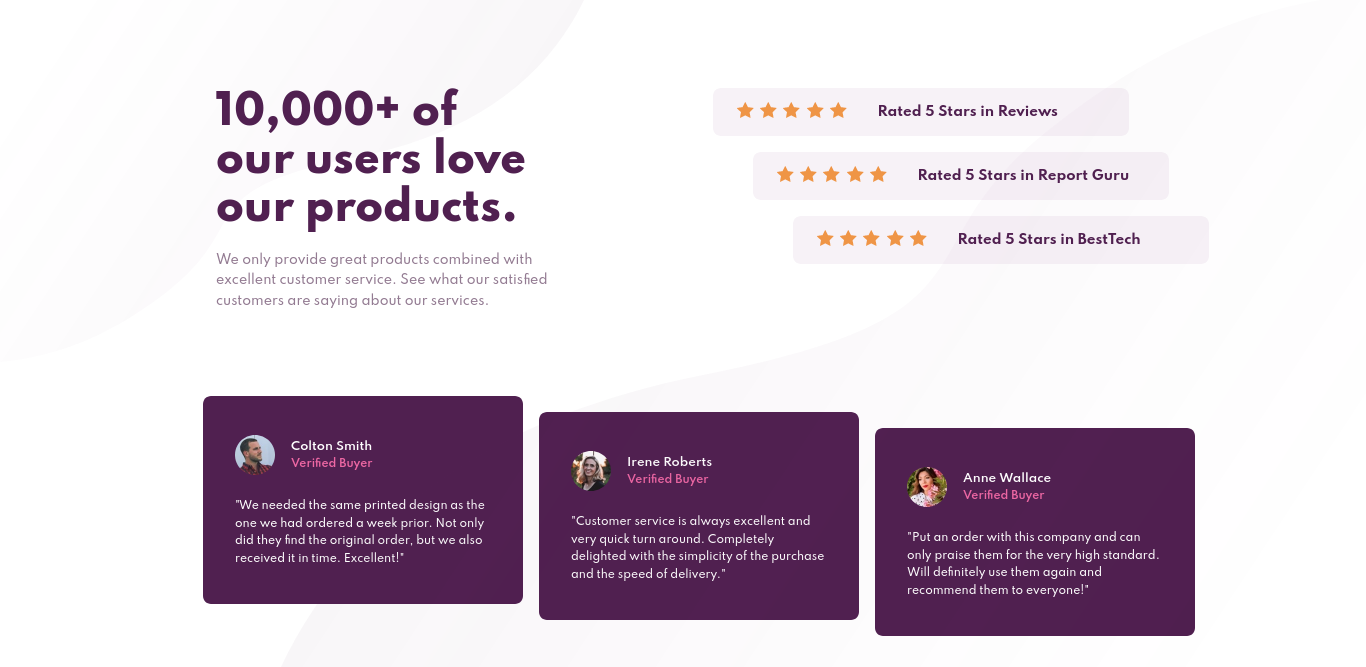 10,000+ of
our users love
our products.
We only provide great products combined with
excellent customer service. See what our satisfied
customers are saying about our services.
Rated 5 Stars in Reviews
Rated 5 Stars in Report Guru
Rated 5 Stars in BestTech
Colton Smith
Verified Buyer
"We needed the same printed design as the
one we had ordered a week prior. Not only
did they find the original order, but we also
received it in time. Excellent!"
Irene Roberts
Verified Buyer
"Customer service is always excellent and
very quick turn around. Completely
delighted with the simplicity of the purchase
and the speed of delivery."
Anne Wallace
Verified Buyer
"Put an order with this company and can
only praise them for the very high standard.
Will definitely use them again and
recommend them to everyone!"